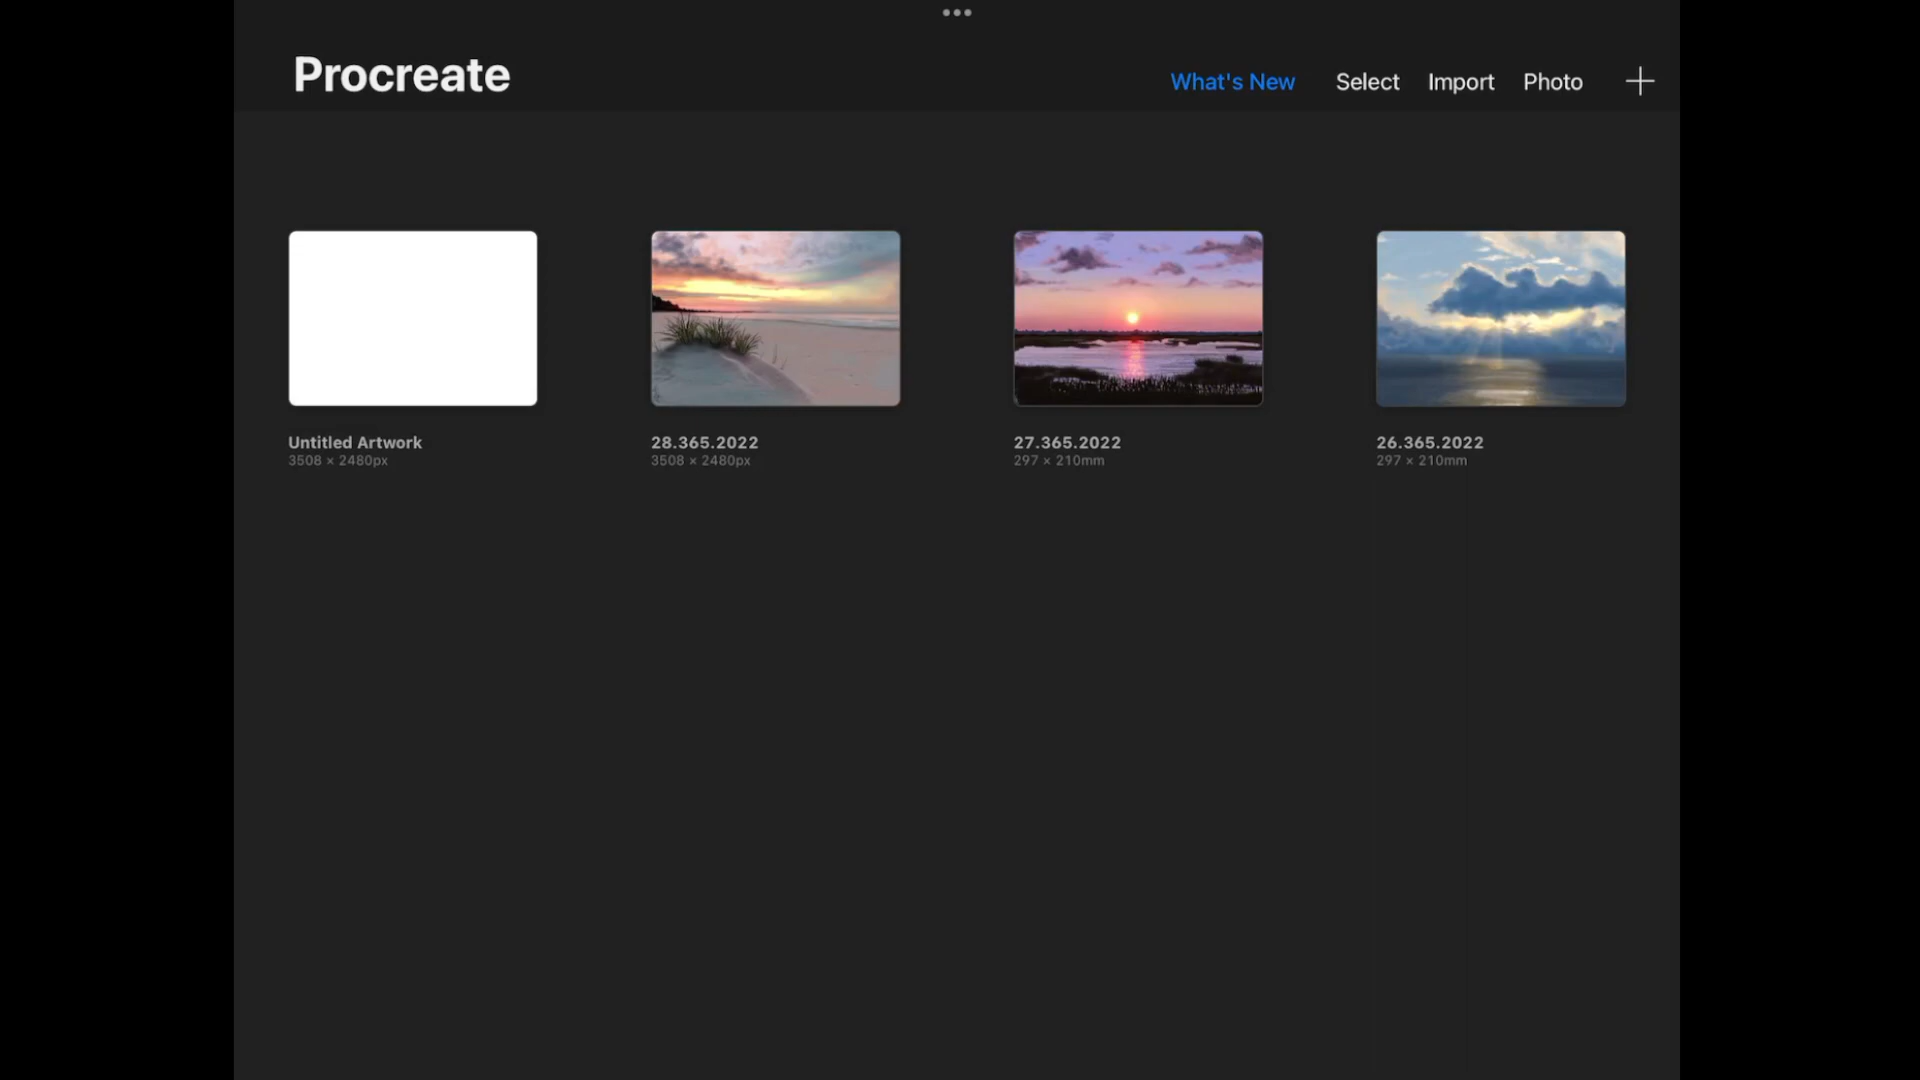 Procreate
What's New Select Import Photo
Untitled Artwork
3508 × 2480px
28.365.2022
3508 × 2480px
27.365.2022
297 × 210mm
26.365.2022
297 × 210mm